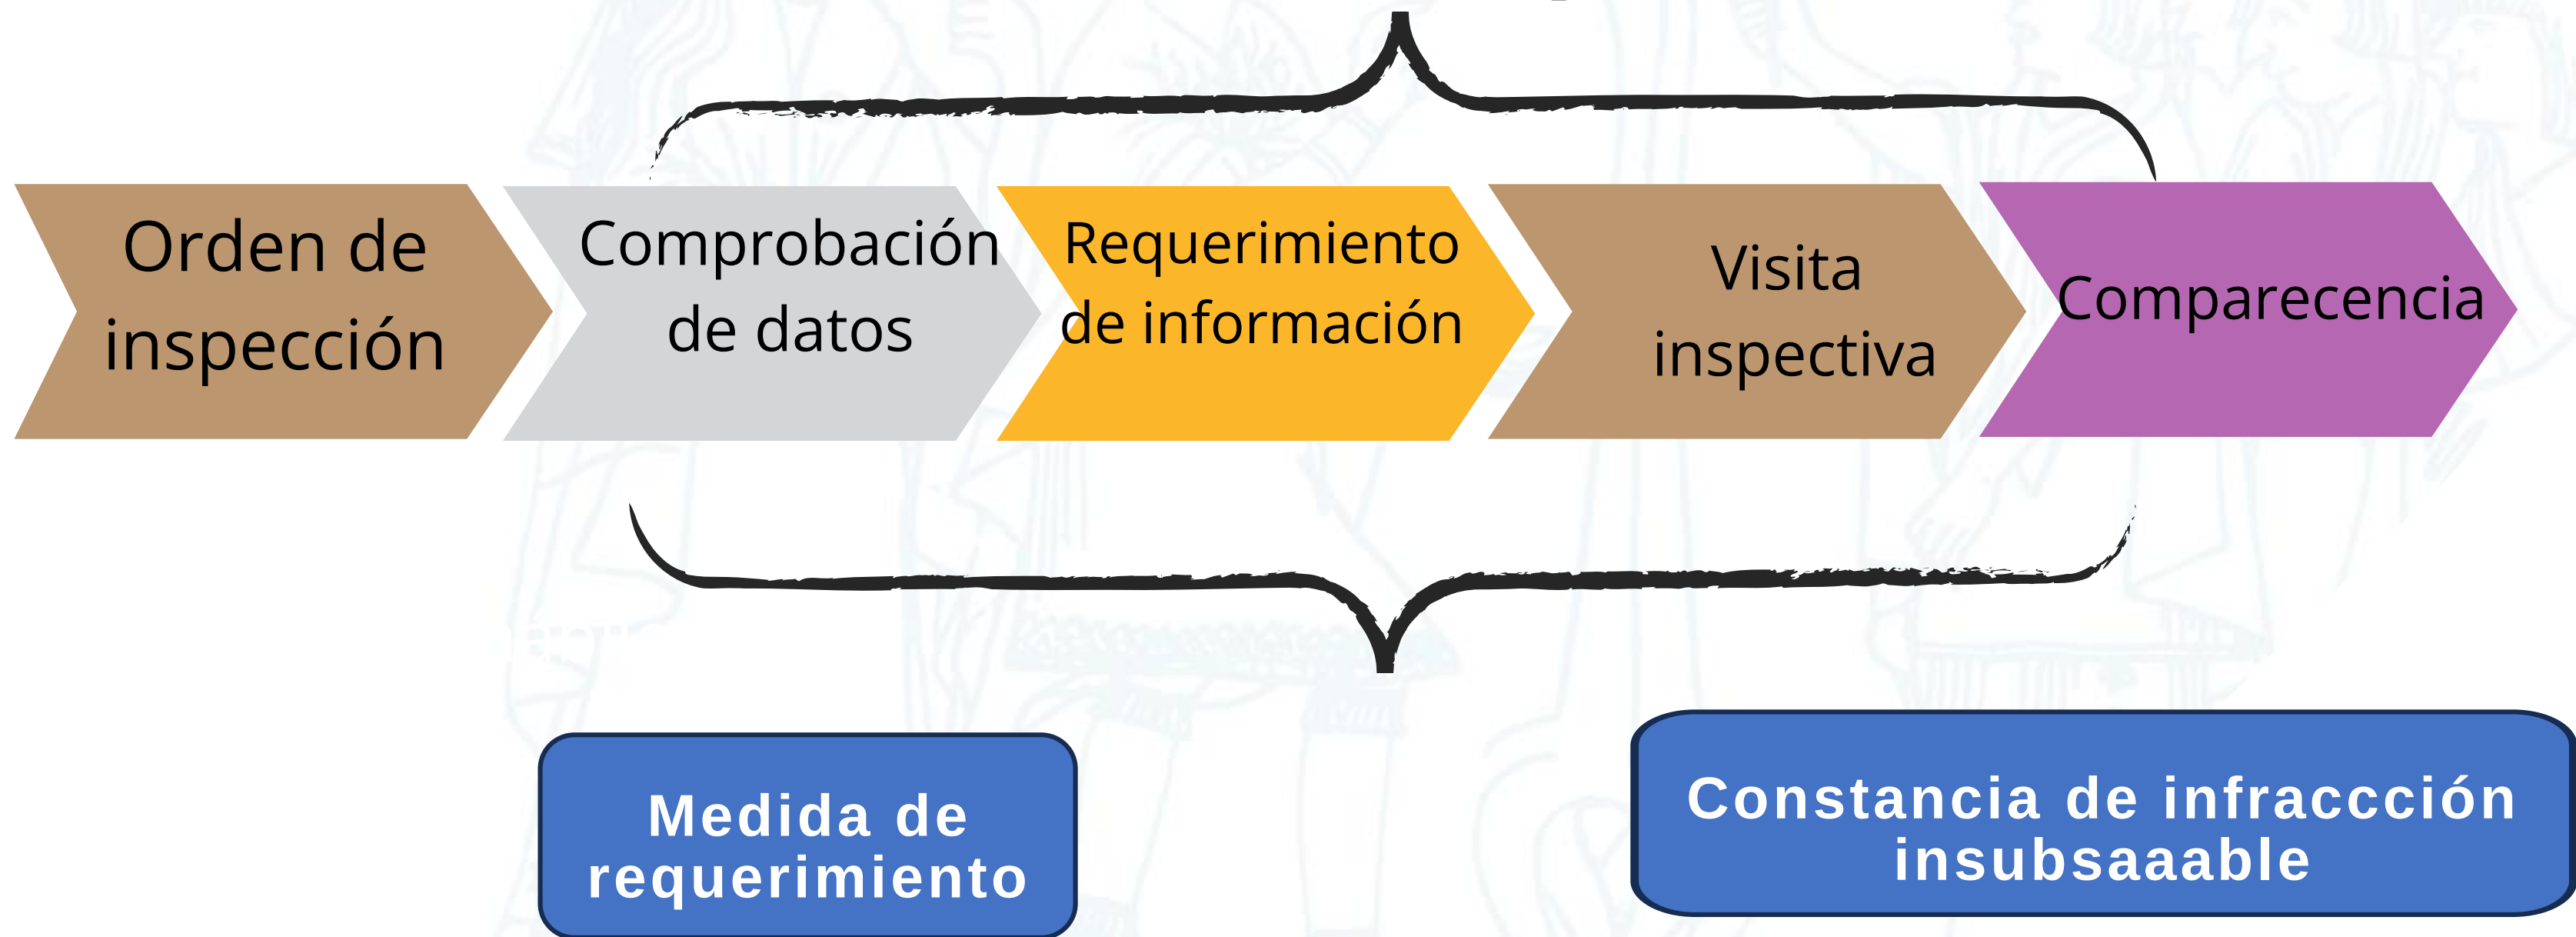 Orden de
inspección
Comprobación
de datos
Requerimiento
de información
Visita
inspectiva
Comparecencia
Medida de
requerimiento
Constancia de infraccción
insubsaaable